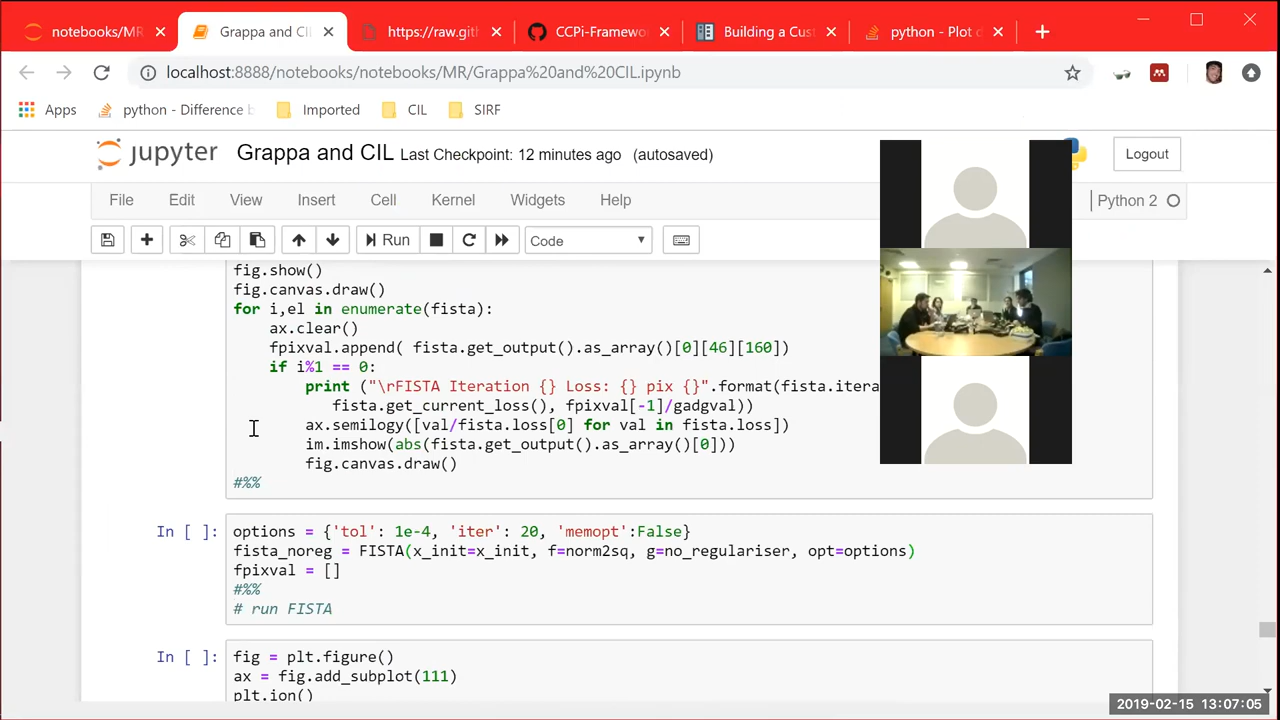 notebooks/MR
Grappa and CIL
https://raw.gith
CCPi-Framewo
Building a Cust
python - Plot d
localhost:8888/notebooks/notebooks/MR/Grappa%20and%20CIL.ipynb
Apps
python - Difference b
Imported
CIL
SIRF
jupyter
Grappa and CIL Last Checkpoint: 12 minutes ago (autosaved)
Logout
File Edit View Insert Cell Kernel Widgets Help
Python 2
Run
Code
fig.show()
fig.canvas.draw()
for i,el in enumerate(fista):
ax.clear()
fpixval.append( fista.get_output().as_array()[0][46][160])
if i%1 == 0:
print ("\rFISTA Iteration {} Loss: {} pix {}".format(fista.itera
fista.get_current_loss(), fpixval[-1]/gadgval))
ax.semilogy([val/fista.loss[0] for val in fista.loss])
im.imshow(abs(fista.get_output().as_array()[0]))
fig.canvas.draw()
#%%
In [ ]: options = {'tol': 1e-4, 'iter': 20, 'memopt':False}
fista_noreg = FISTA(x_init=x_init, f=norm2sq, g=no_regulariser, opt=options)
fpixval = []
#%%
# run FISTA
In [ ]: fig = plt.figure()
ax = fig.add_subplot(111)
plt.ion()
2019-02-15 13:07:05